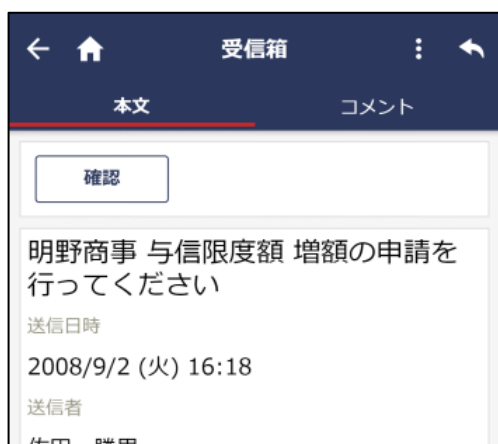 受信箱
本文 コメント
確認
明野商事 与信限度額 増額の申請を
行ってください
送信日時
2008/9/2 (火) 16:18
送信者